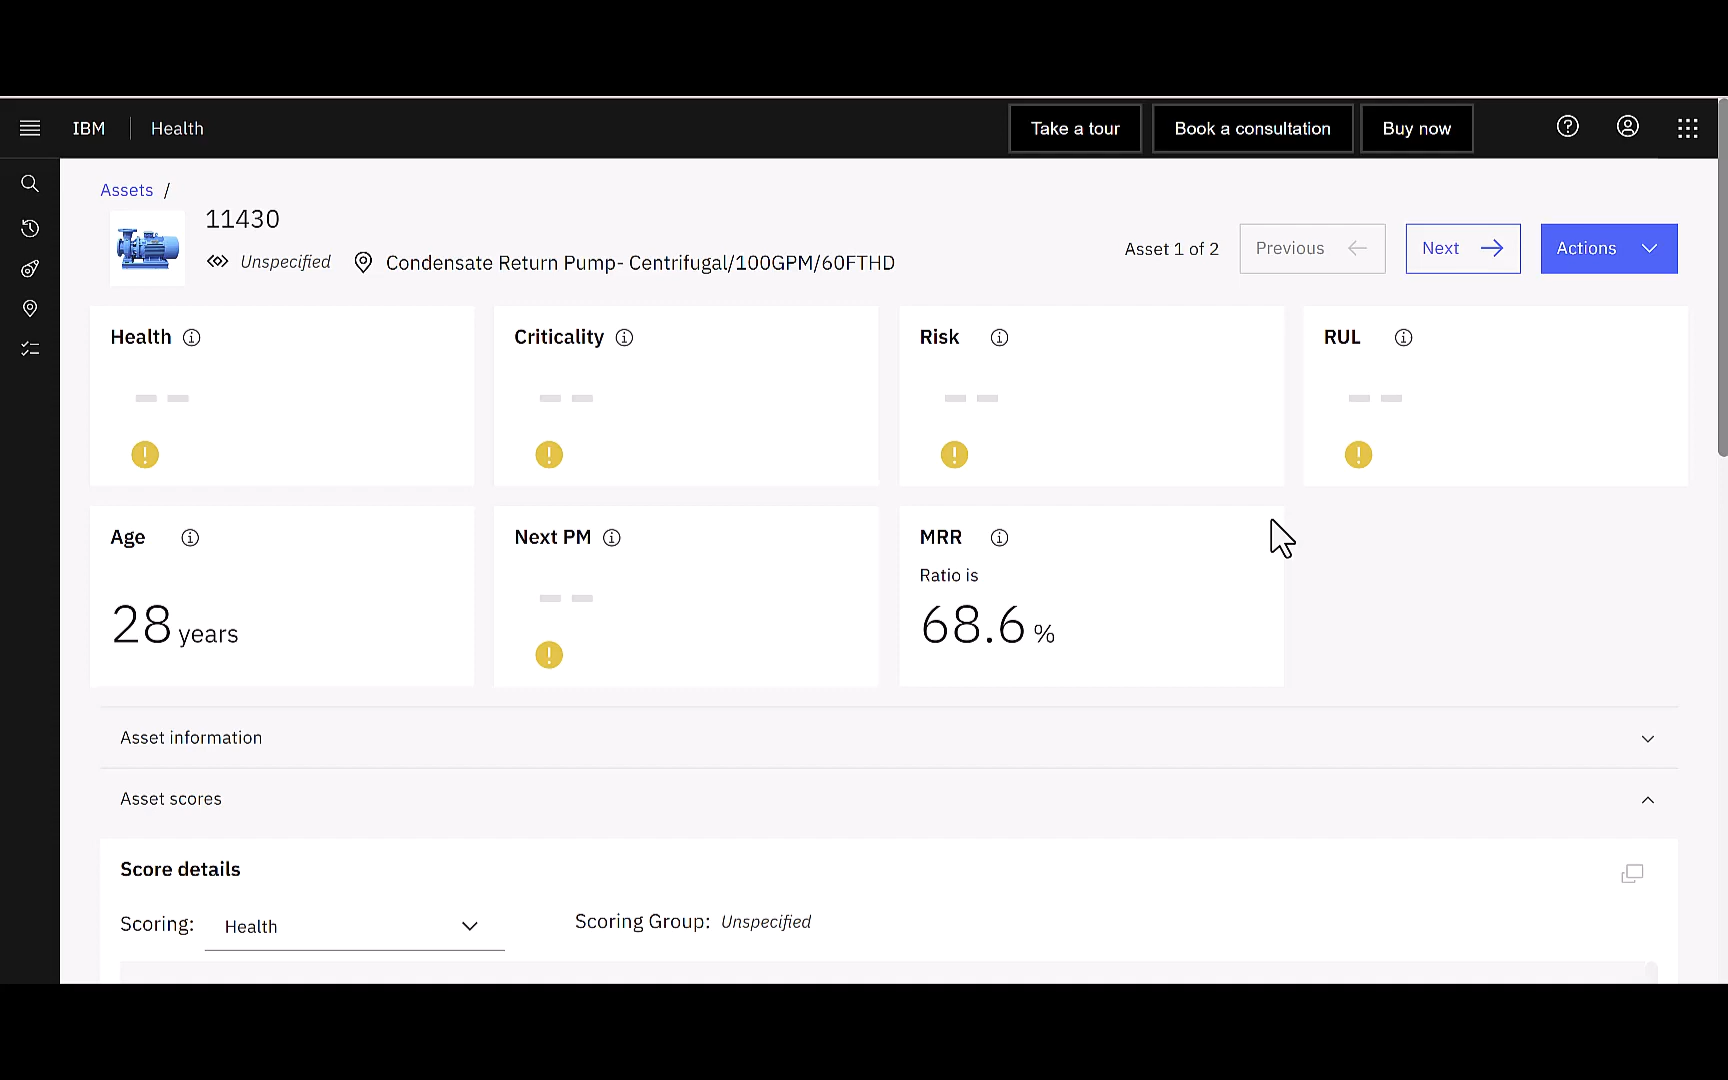 IBM Health Take a tour Book a consultation Buy now
Assets /
11430
Unspecified Condensate Return Pump- Centrifugal/100GPM/60FTHD
Asset 1 of 2 Previous Next Actions
Health Criticality Risk RUL
Age Next PM MRR
Ratio is
28 years 68.6 %
Asset information
Asset scores
Score details
Scoring: Health Scoring Group: Unspecified